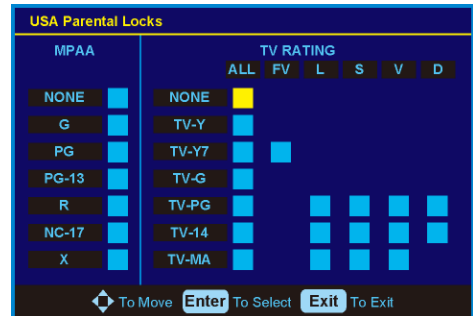 USA Parental Locks
MPAA TV RATING
ALL FV L S V D
NONE NONE
G TV-Y
PG TV-Y7
PG-13 TV-G
R TV-PG
NC-17 TV-14
X TV-MA
To Move Enter To Select Exit To Exit